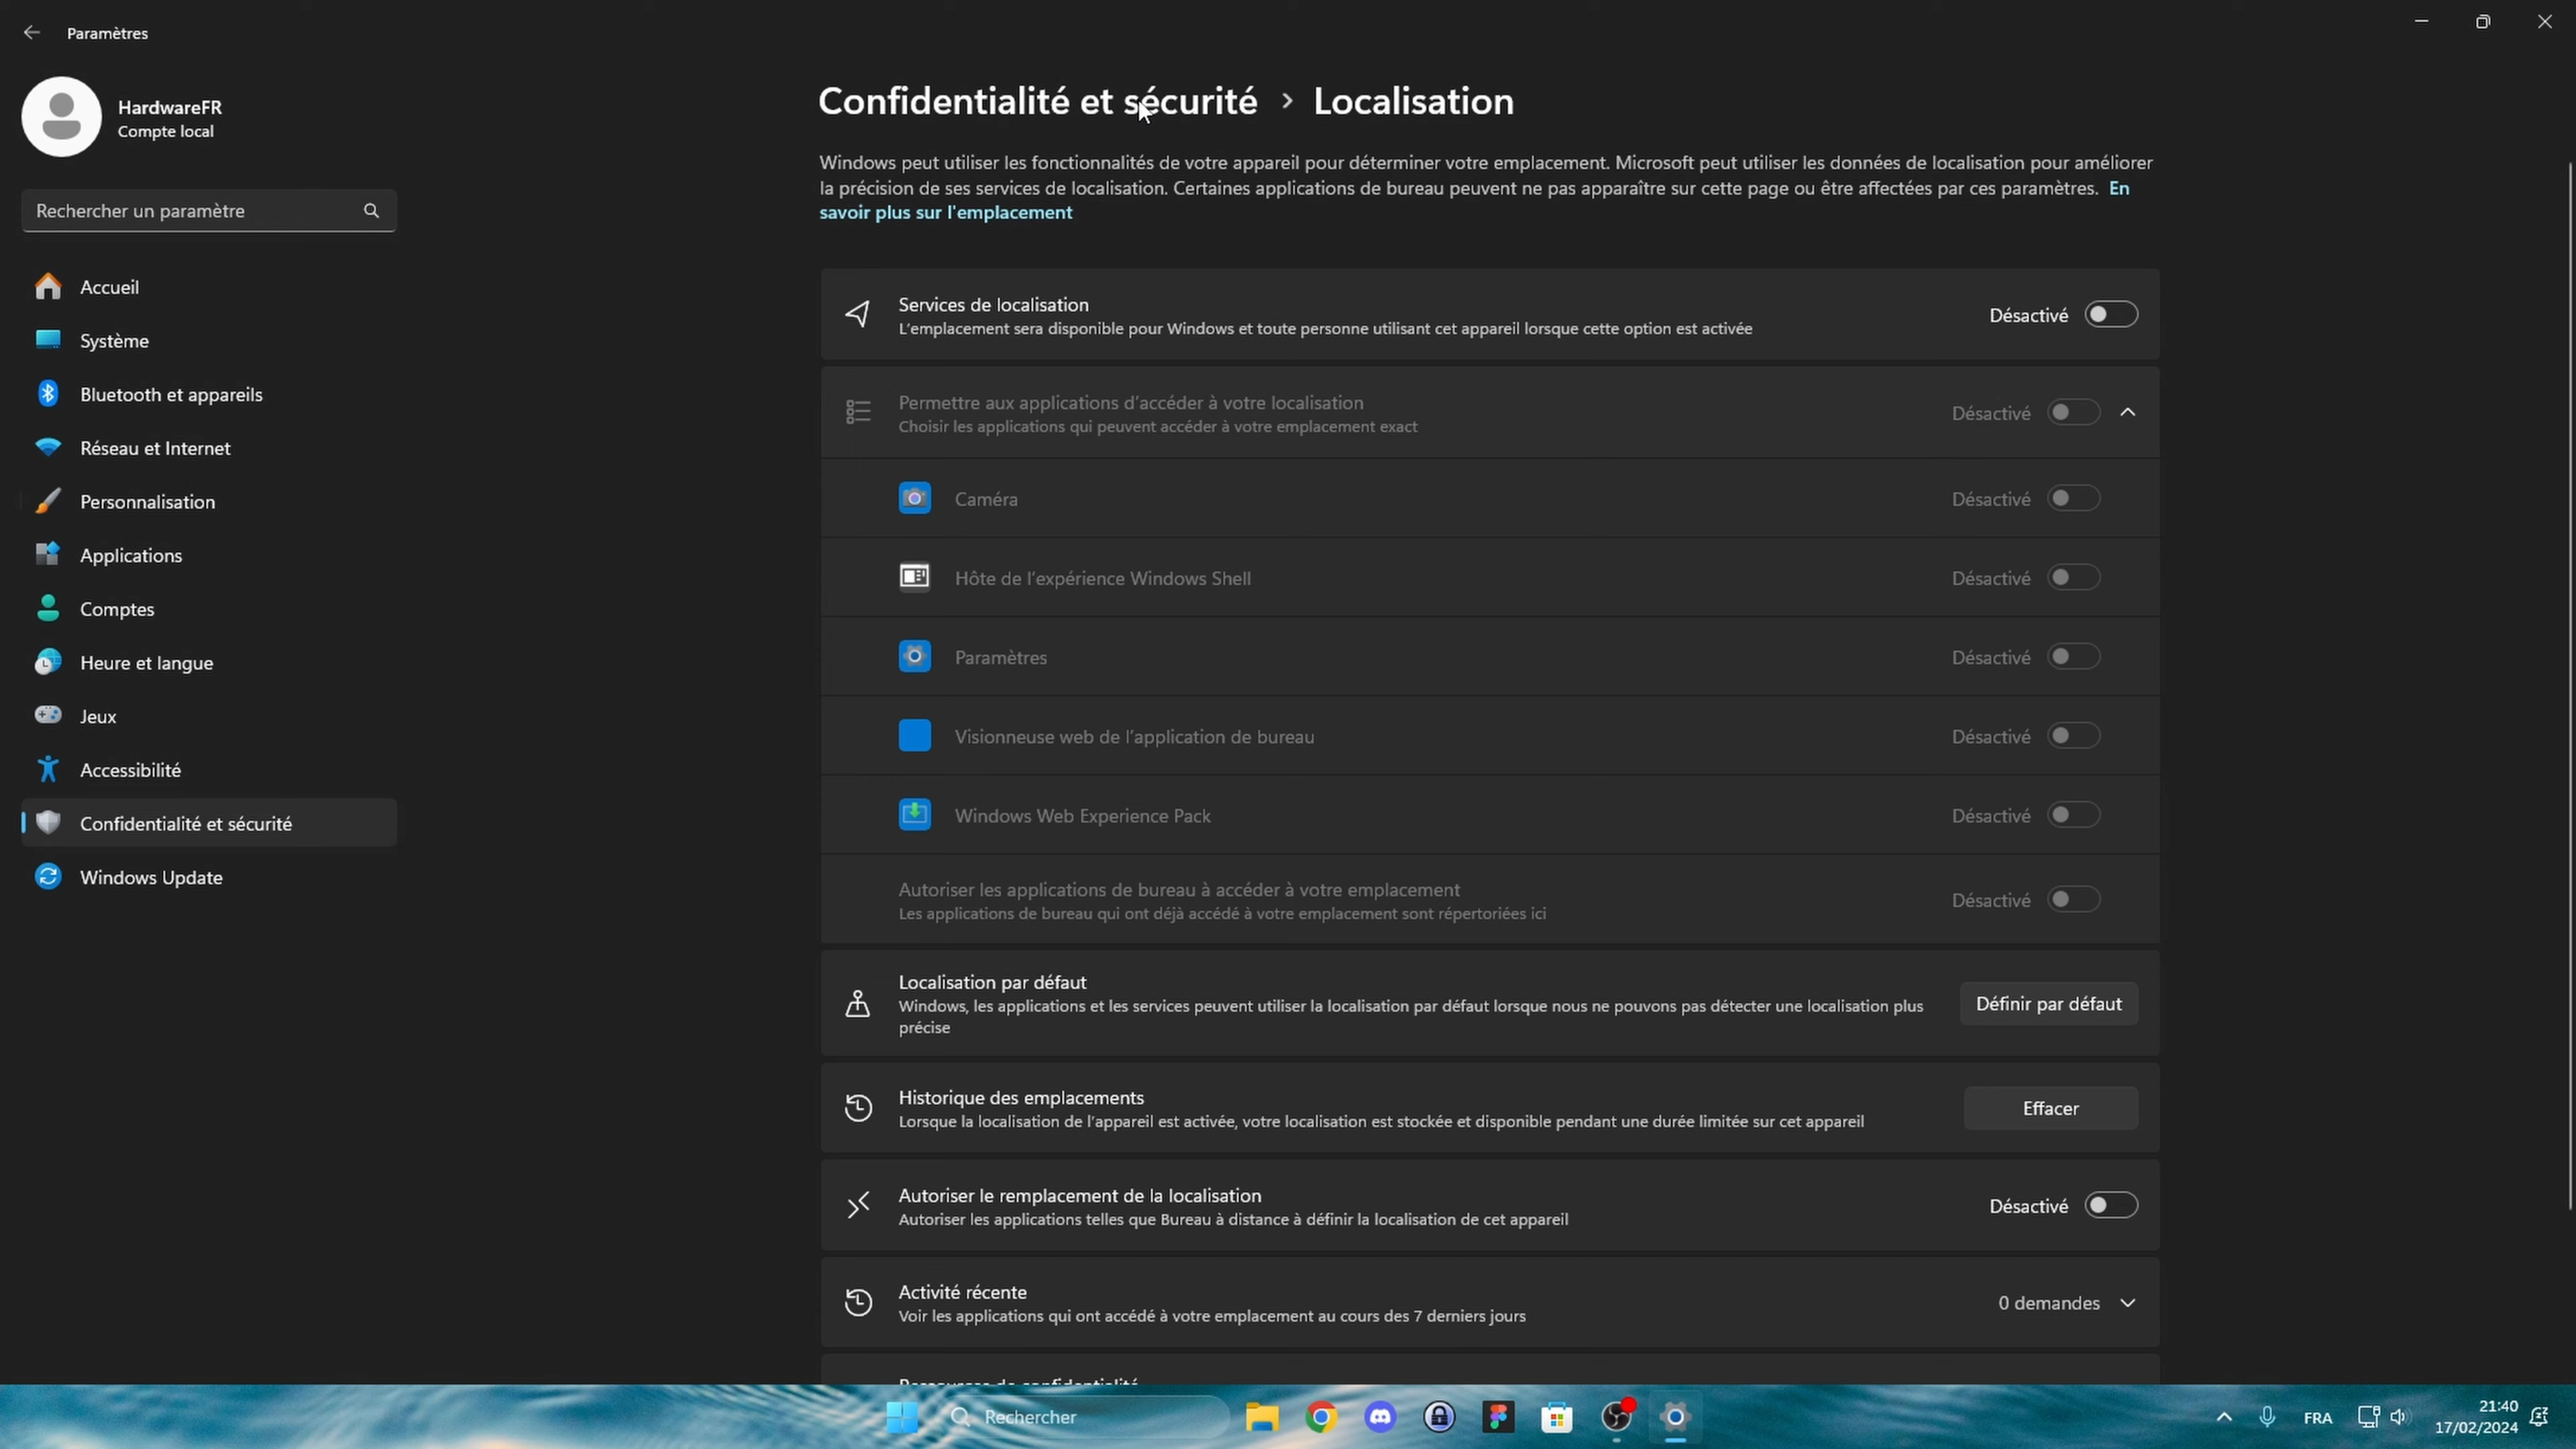 Paramètres
HardwareFR
Compte local
Rechercher un paramètre
Accueil
Système
Bluetooth et appareils
Réseau et Internet
Personnalisation
Applications
Comptes
Heure et langue
Jeux
Accessibilité
Confidentialité et sécurité
Windows Update
Confidentialité et sécurité > Localisation
Windows peut utiliser les fonctionnalités de votre appareil pour déterminer votre emplacement. Microsoft peut utiliser les données de localisation pour améliorer
la précision de ses services de localisation. Certaines applications de bureau peuvent ne pas apparaître sur cette page ou être affectées par ces paramètres. En
savoir plus sur l'emplacement
Services de localisation
L'emplacement sera disponible pour Windows et toute personne utilisant cet appareil lorsque cette option est activée
Désactivé
Permettre aux applications d'accéder à votre localisation
Choisir les applications qui peuvent accéder à votre emplacement exact
Désactivé
Caméra
Désactivé
Hôte de l'expérience Windows Shell
Désactivé
Paramètres
Désactivé
Visionneuse web de l'application de bureau
Désactivé
Windows Web Experience Pack
Désactivé
Autoriser les applications de bureau à accéder à votre emplacement
Les applications de bureau qui ont déjà accédé à votre emplacement sont répertoriées ici
Désactivé
Localisation par défaut
Windows, les applications et les services peuvent utiliser la localisation par défaut lorsque nous ne pouvons pas détecter une localisation plus
précise
Définir par défaut
Historique des emplacements
Lorsque la localisation de l'appareil est activée, votre localisation est stockée et disponible pendant une durée limitée sur cet appareil
Effacer
Autoriser le remplacement de la localisation
Autoriser les applications telles que Bureau à distance à définir la localisation de cet appareil
Désactivé
Activité récente
Voir les applications qui ont accédé à votre emplacement au cours des 7 derniers jours
0 demandes
Ressources de confidentialité
Rechercher
FRA
21:40
17/02/2024